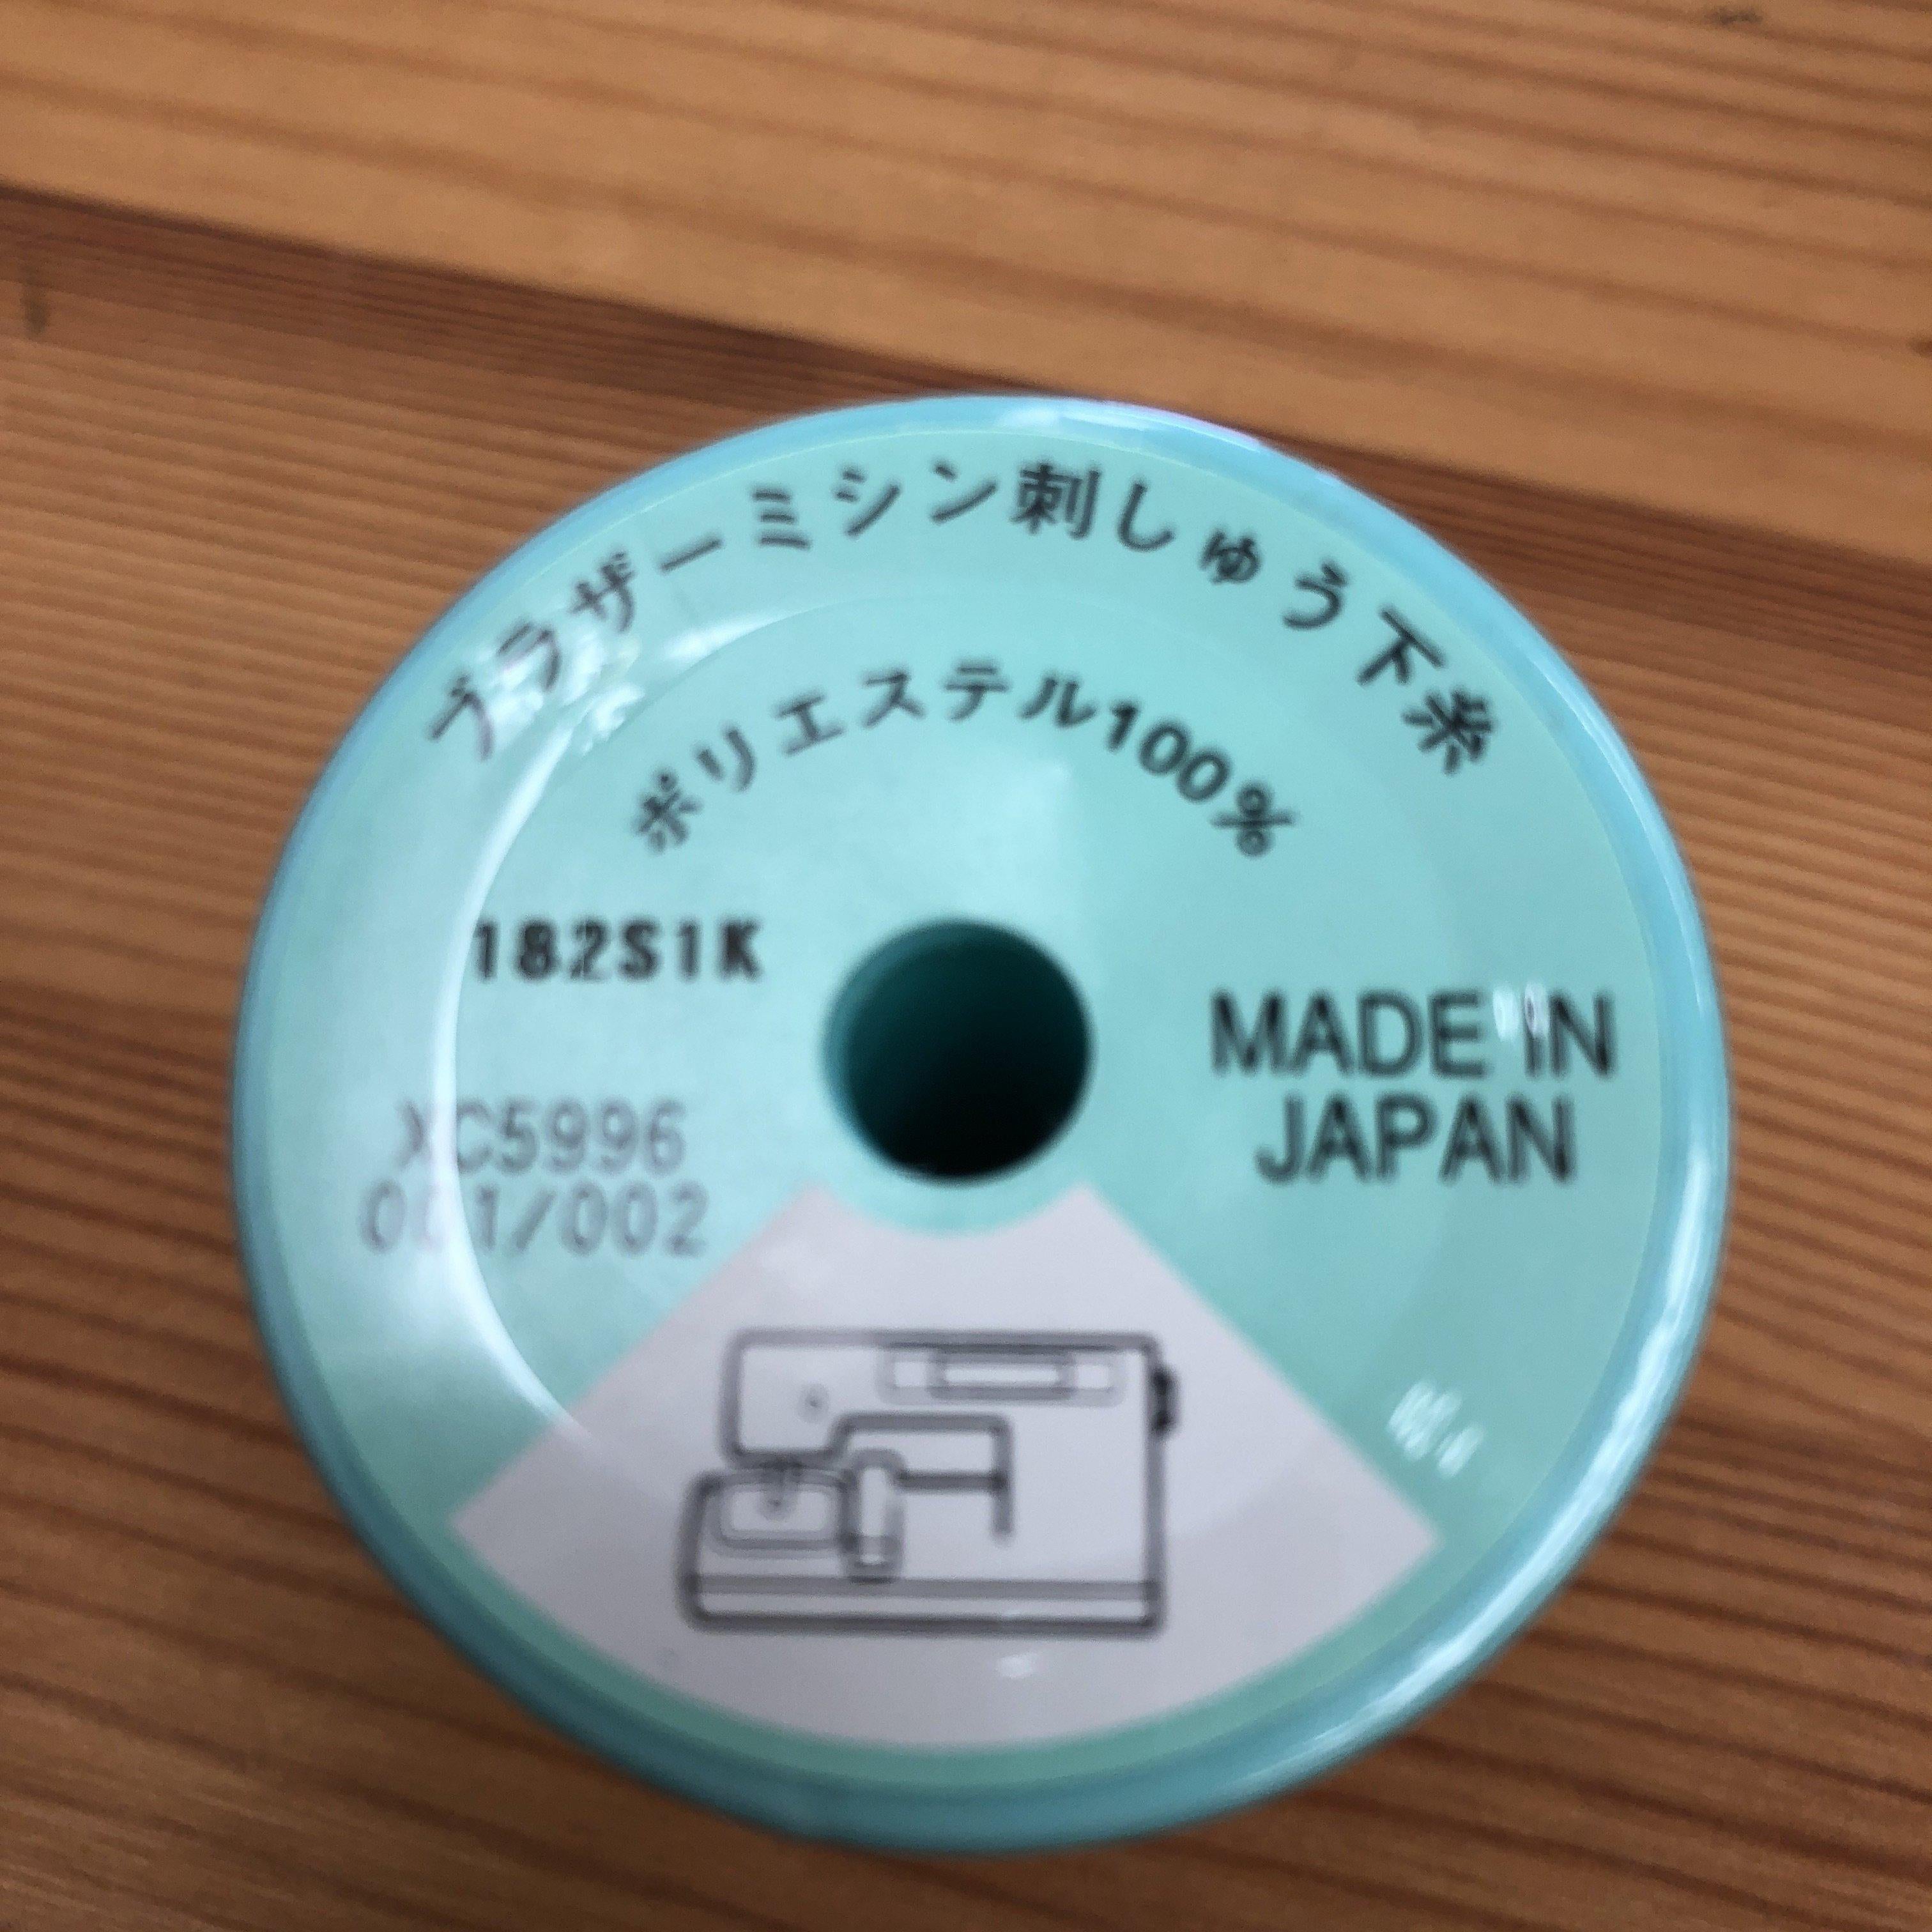 ブラザーミシン刺しゅう下糸
ポリエステル100%
182S1K
MADE IN
JAPAN
XC5996
001/002